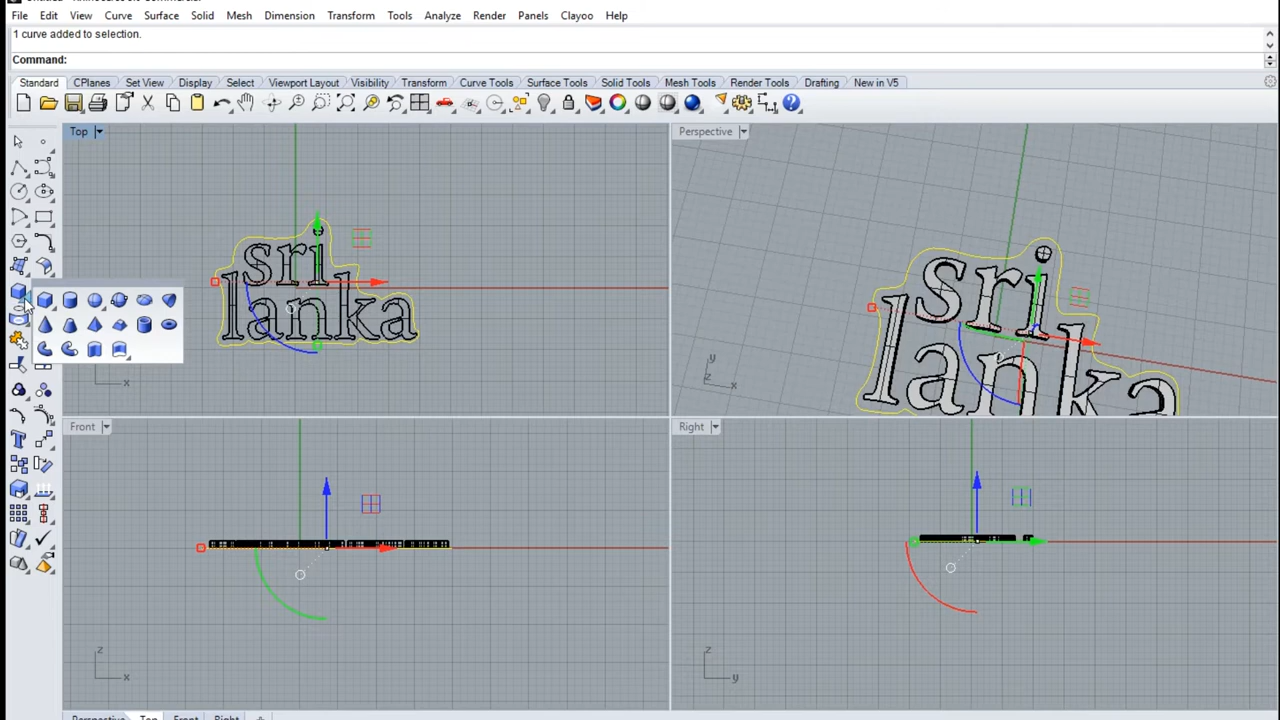 File Edit View Curve Surface Solid Mesh Dimension Transform Tools Analyze Render Panels Clayoo Help
1 curve added to selection.
Command:
Standard CPlanes Set View Display Select Viewport Layout Visibility Transform Curve Tools Surface Tools Solid Tools Mesh Tools Render Tools Drafting New in V5
Top
Perspective
sri
lanka
x
sri
lanka
y
z x
Front
Right
z
x
z
y
Perspective Top Front Right